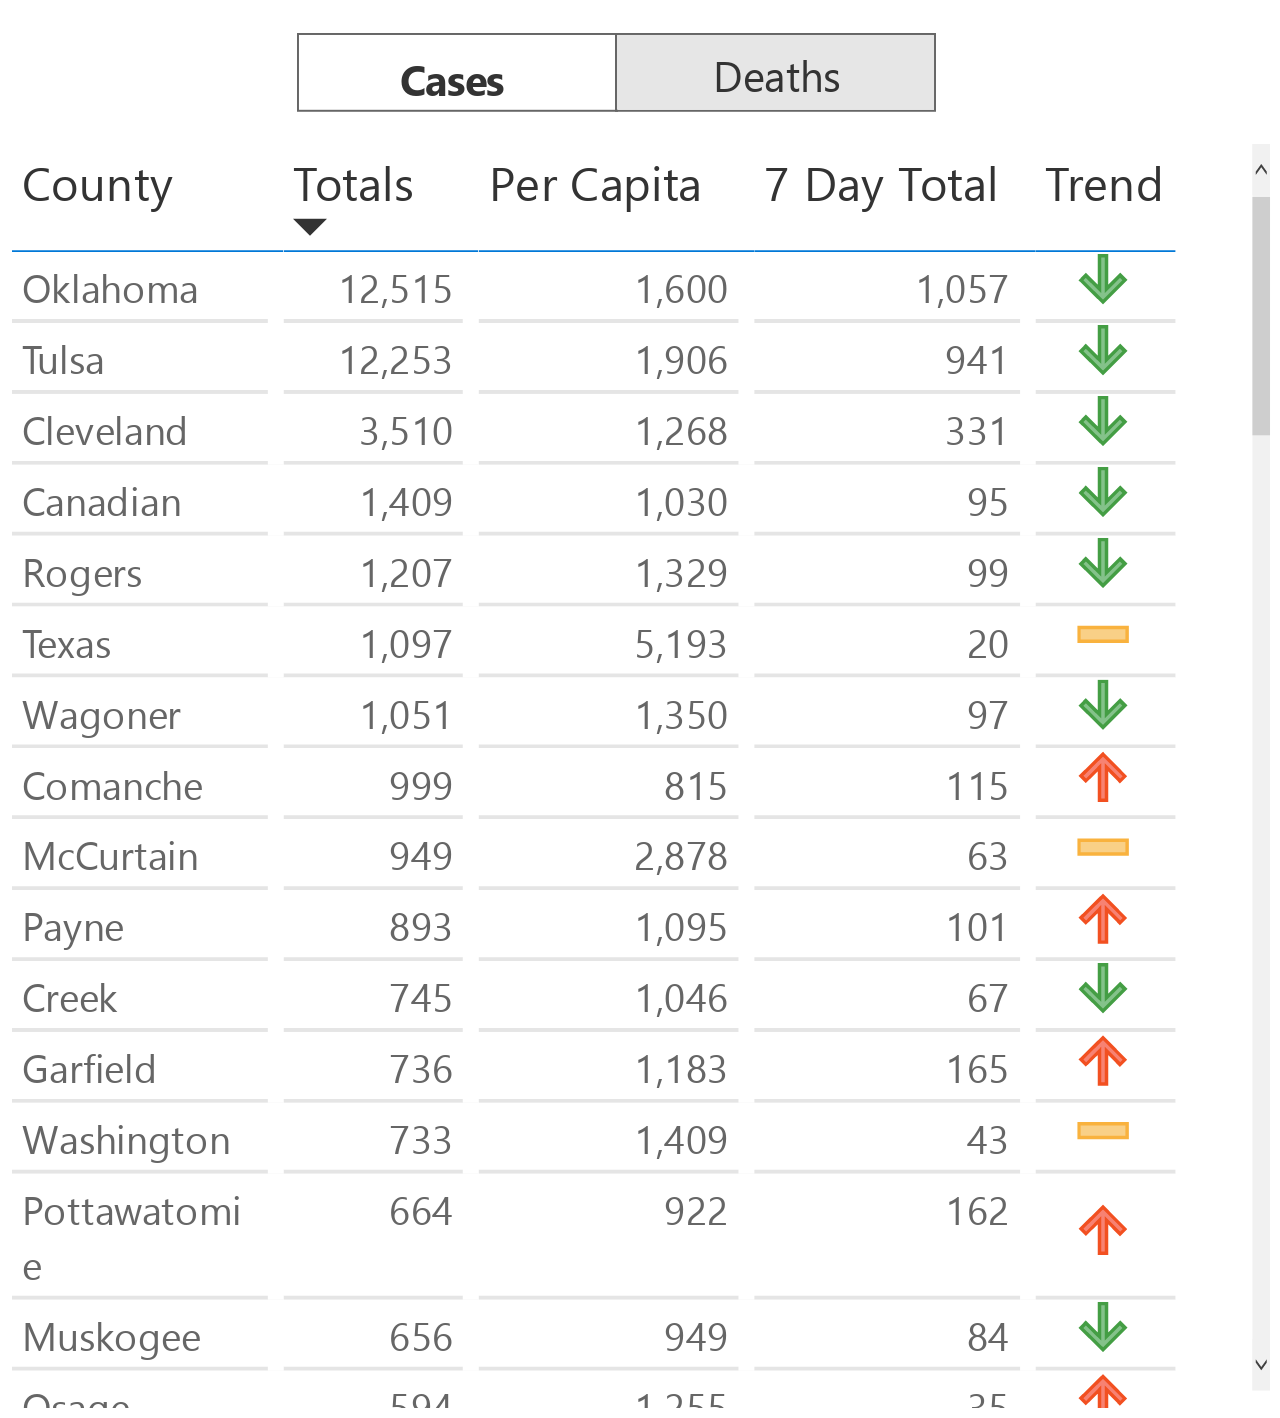 Cases Deaths
County Totals Per Capita 7 Day Total Trend
Oklahoma 12,515 1,600 1,057
Tulsa 12,253 1,906 941
Cleveland 3,510 1,268 331
Canadian 1,409 1,030 95
Rogers 1,207 1,329 99
Texas 1,097 5,193 20
Wagoner 1,051 1,350 97
Comanche 999 815 115
McCurtain 949 2,878 63
Payne 893 1,095 101
Creek 745 1,046 67
Garfield 736 1,183 165
Washington 733 1,409 43
Pottawatomi 664 922 162
e
Muskogee 656 949 84
Osage 594 1,255 35